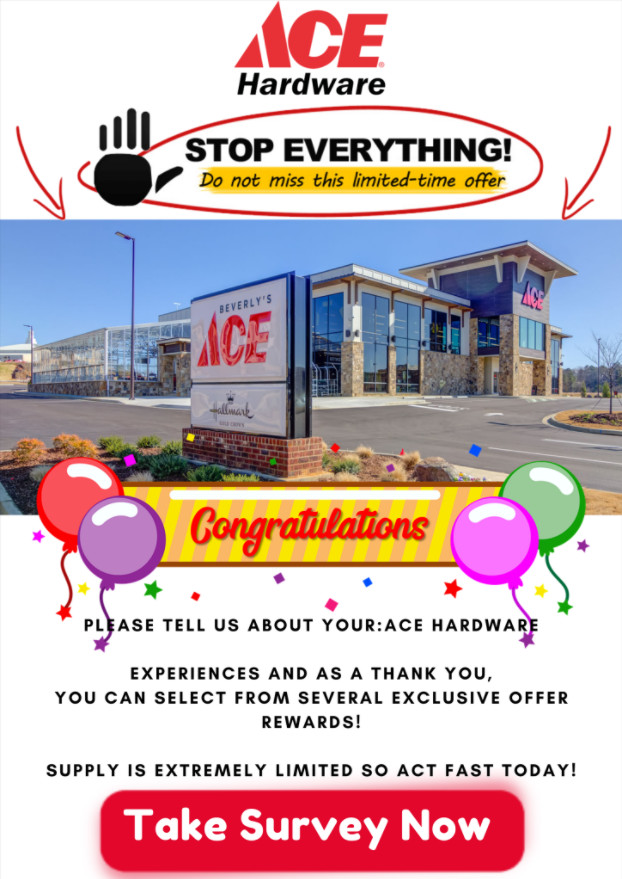 ACE
Hardware
STOP EVERYTHING!
Do not miss this limited-time offer
BEVERLY'S
ACE
ACE
Hallmark
Congratulations
PLEASE TELL US ABOUT YOUR:ACE HARDWARE
EXPERIENCES AND AS A THANK YOU,
YOU CAN SELECT FROM SEVERAL EXCLUSIVE OFFER
REWARDS!
SUPPLY IS EXTREMELY LIMITED SO ACT FAST TODAY!
Take Survey Now